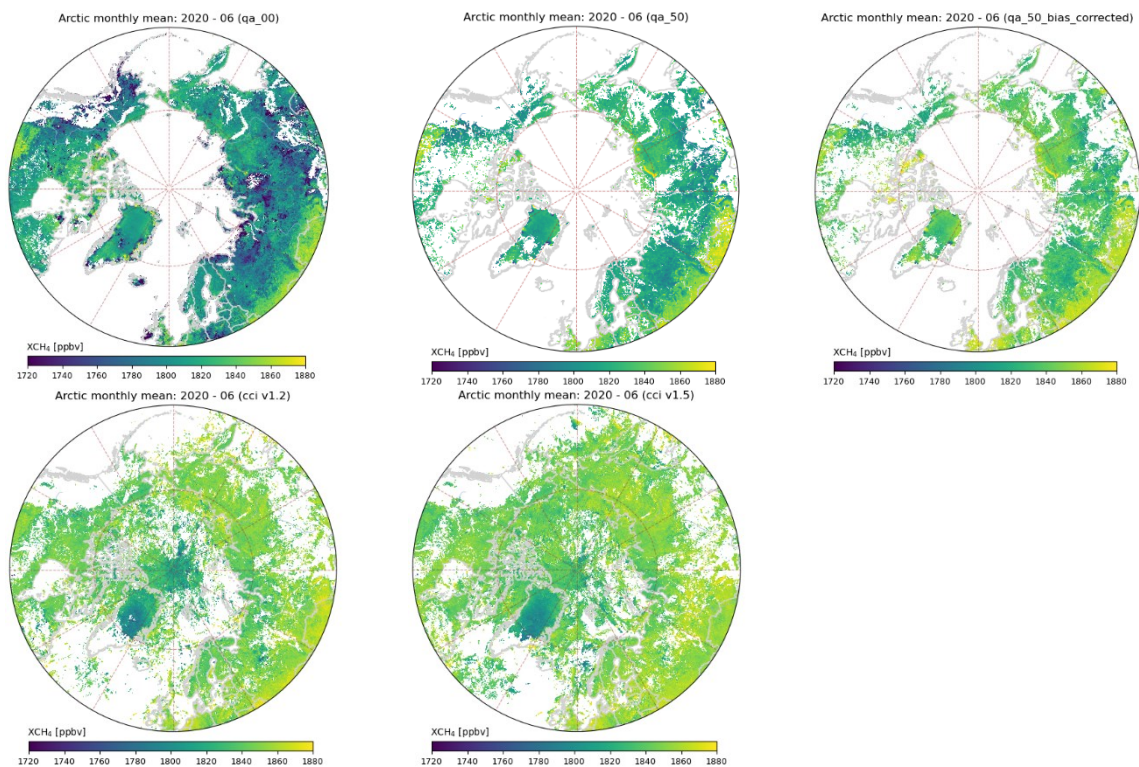 Arctic monthly mean: 2020 - 06 (qa_00)
Arctic monthly mean: 2020 - 06 (qa_50)
Arctic monthly mean: 2020 - 06 (qa_50_bias_corrected)
XCH₄ [ppbv]
1720 1740 1760 1780 1800 1820 1840 1860 1880
XCH₄ [ppbv]
1720 1740 1760 1780 1800 1820 1840 1860 1880
XCH₄ [ppbv]
1720 1740 1760 1780 1800 1820 1840 1860 1880
Arctic monthly mean: 2020 - 06 (cci v1.2)
Arctic monthly mean: 2020 - 06 (cci v1.5)
XCH₄ [ppbv]
1720 1740 1760 1780 1800 1820 1840 1860 1880
XCH₄ [ppbv]
1720 1740 1760 1780 1800 1820 1840 1860 1880